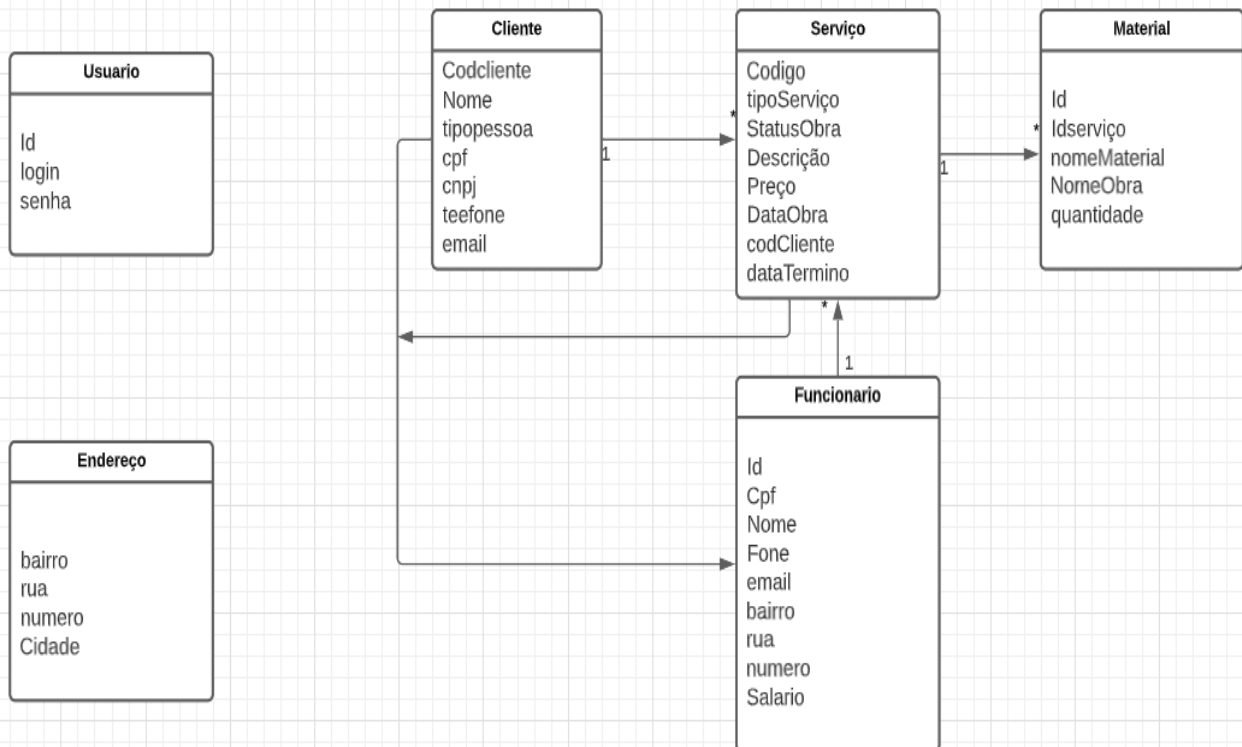 Usuario
Id
login
senha
Cliente
Codcliente
Nome
tipopessoa
cpf
cnpj
teefone
email
1
Serviço
*
Codigo
tipoServiço
StatusObra
Descrição
Preço
DataObra
codCliente
dataTermino
1
*
Material
Id
Idserviço
nomeMaterial
NomeObra
quantidade
*
1
Endereço
bairro
rua
numero
Cidade
Funcionario
Id
Cpf
Nome
Fone
email
bairro
rua
numero
Salario